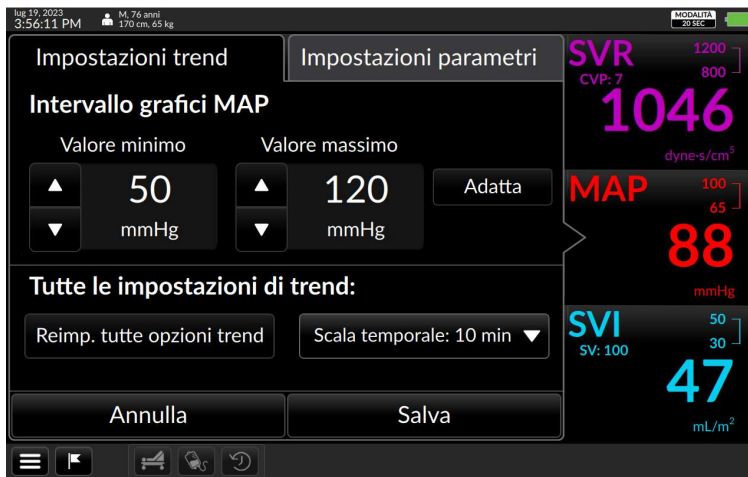 lug 19, 2023
3:56:11 PM
M, 76 anni
170 cm, 65 kg
MODALITÀ
20 SEC
Impostazioni trend
Impostazioni parametri
Intervallo grafici MAP
Valore minimo
Valore massimo
50
mmHg
120
mmHg
Adatta
Tutte le impostazioni di trend:
Reimp. tutte opzioni trend
Scala temporale: 10 min
Annulla
Salva
SVR
CVP: 7
1200
800
1046
dyne-s/cm⁵
MAP
100
65
88
mmHg
SVI
SV: 100
50
30
47
mL/m²